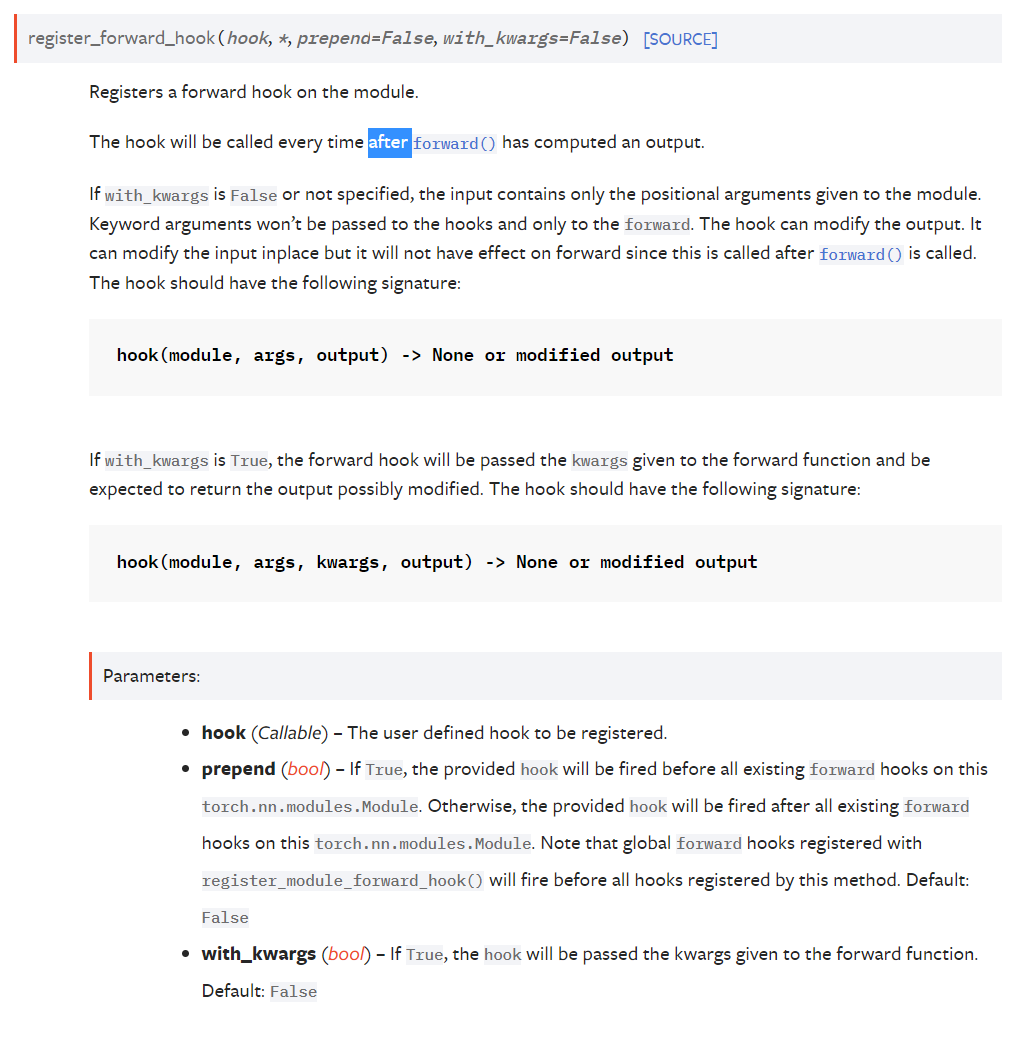 register_forward_hook(hook, *, prepend=False, with_kwargs=False) [SOURCE]
Registers a forward hook on the module.
The hook will be called every time after forward() has computed an output.
If with_kwargs is False or not specified, the input contains only the positional arguments given to the module.
Keyword arguments won’t be passed to the hooks and only to the forward. The hook can modify the output. It
can modify the input inplace but it will not have effect on forward since this is called after forward() is called.
The hook should have the following signature:
hook(module, args, output) -> None or modified output
If with_kwargs is True, the forward hook will be passed the kwargs given to the forward function and be
expected to return the output possibly modified. The hook should have the following signature:
hook(module, args, kwargs, output) -> None or modified output
Parameters:
• hook (Callable) – The user defined hook to be registered.
• prepend (bool) – If True, the provided hook will be fired before all existing forward hooks on this
torch.nn.modules.Module. Otherwise, the provided hook will be fired after all existing forward
hooks on this torch.nn.modules.Module. Note that global forward hooks registered with
register_module_forward_hook() will fire before all hooks registered by this method. Default:
False
• with_kwargs (bool) – If True, the hook will be passed the kwargs given to the forward function.
Default: False